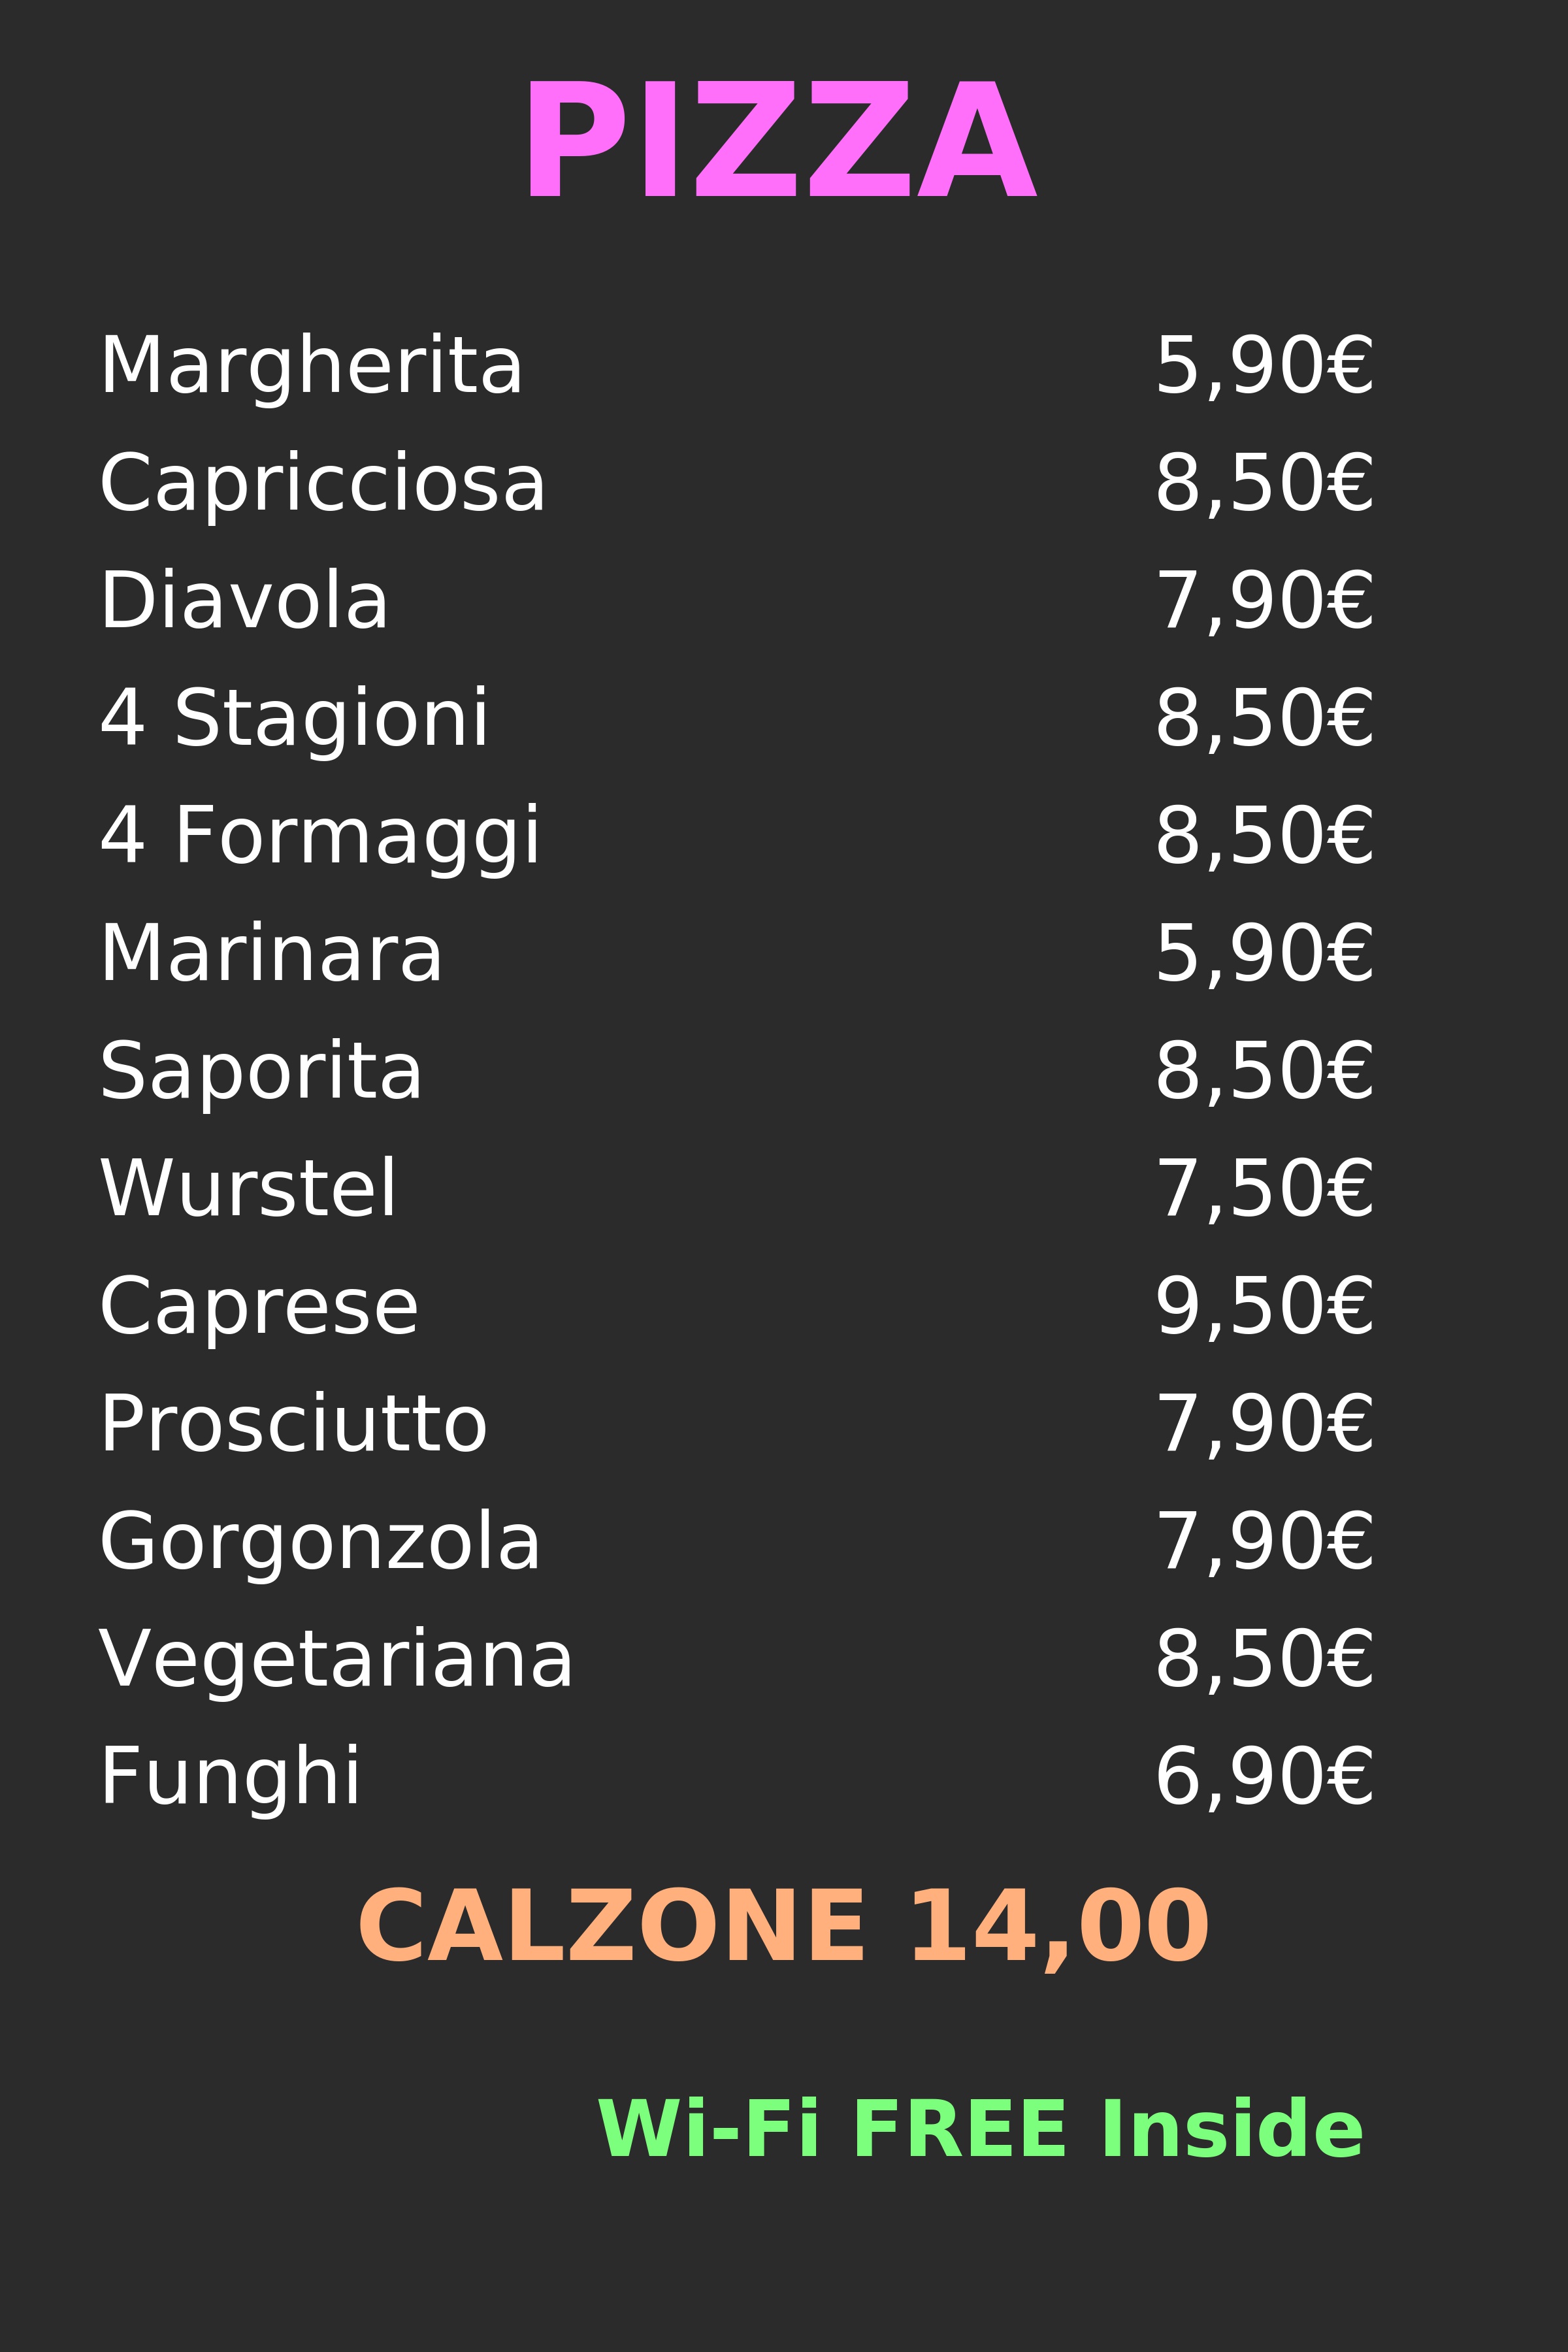 PIZZA
Margherita 5,90€
Capricciosa 8,50€
Diavola 7,90€
4 Stagioni 8,50€
4 Formaggi 8,50€
Marinara 5,90€
Saporita 8,50€
Wurstel 7,50€
Caprese 9,50€
Prosciutto 7,90€
Gorgonzola 7,90€
Vegetariana 8,50€
Funghi 6,90€
CALZONE 14,00
Wi-Fi FREE Inside